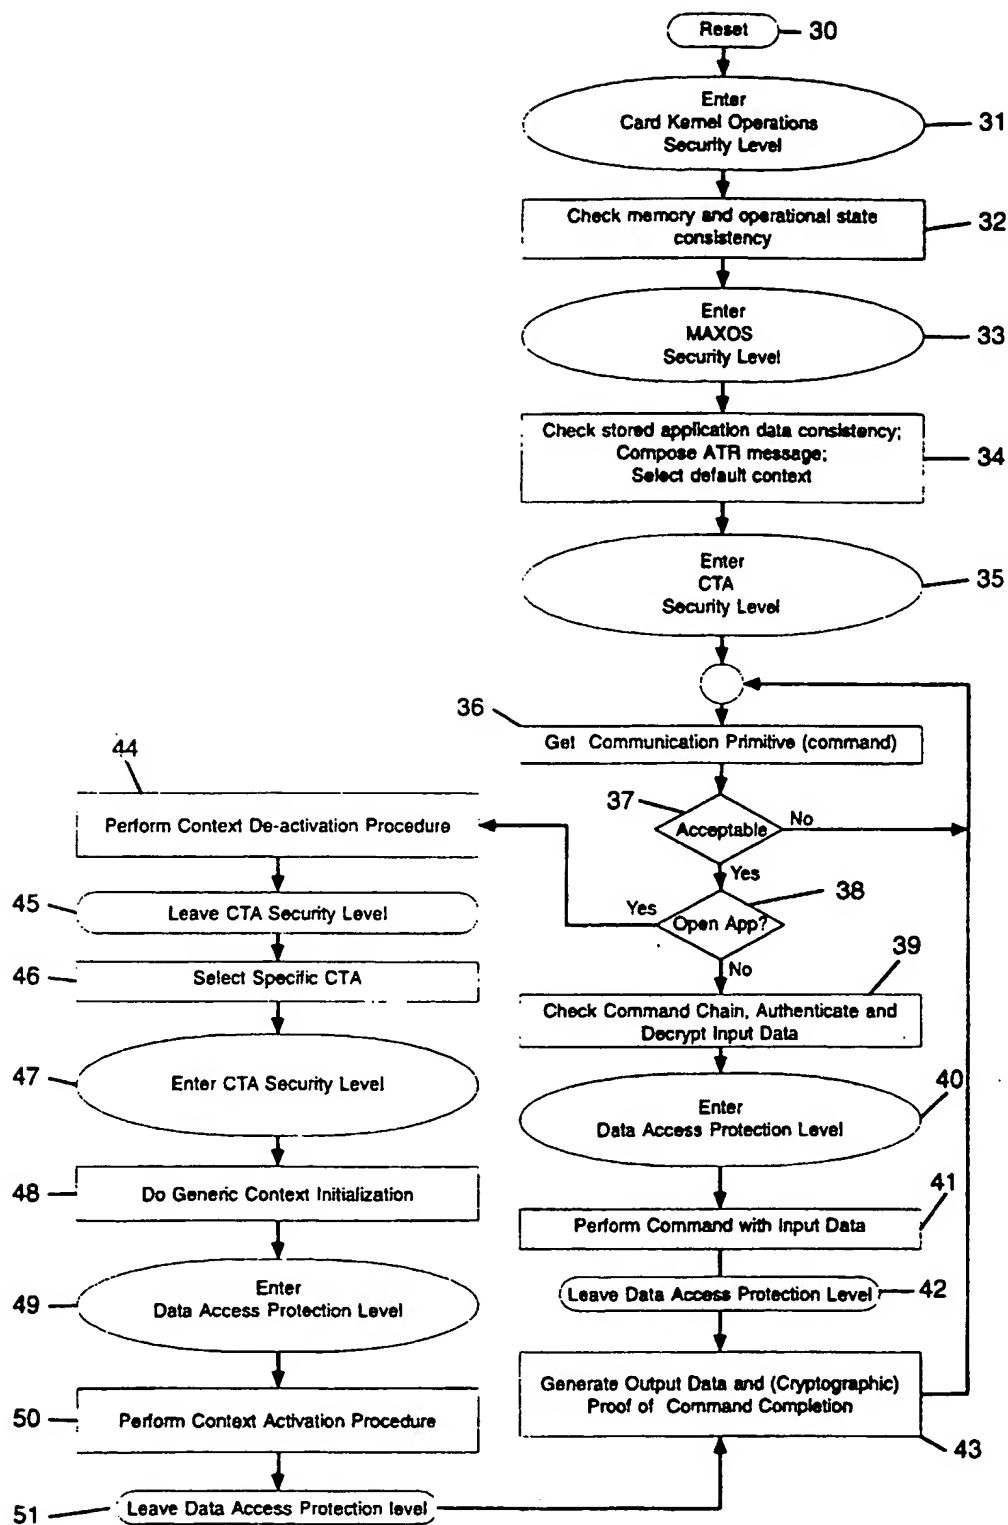 Reset
30
Enter
Card Kernel Operations
Security Level
31
Check memory and operational state
consistency
32
Enter
MAXOS
Security Level
33
Check stored application data consistency;
Compose ATR message;
Select default context
34
Enter
CTA
Security Level
35
36
Get Communication Primitive (command)
37
Acceptable
No
Yes
38
Open App?
Yes
No
39
Check Command Chain, Authenticate and
Decrypt Input Data
40
Enter
Data Access Protection Level
41
Perform Command with Input Data
Leave Data Access Protection Level
42
Generate Output Data and (Cryptographic)
Proof of Command Completion
43
44
Perform Context De-activation Procedure
45
Leave CTA Security Level
46
Select Specific CTA
47
Enter CTA Security Level
48
Do Generic Context Initialization
49
Enter
Data Access Protection Level
50
Perform Context Activation Procedure
51
Leave Data Access Protection level